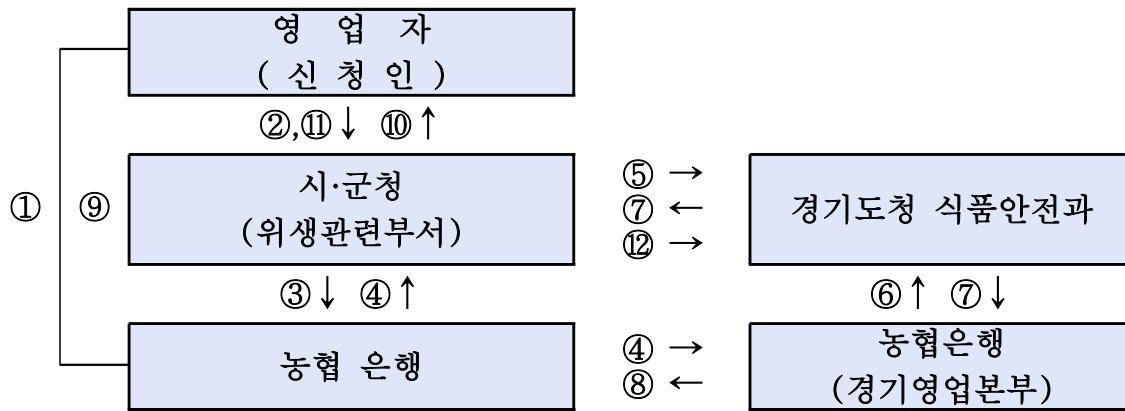 영 업 자
( 신 청 인 )
②,⑪ ↓ ⑩ ↑
① ⑨
시·군청
(위생관련부서)
⑤ →
⑦ ←
⑫ →
경기도청 식품안전과
③ ↓ ④ ↑
⑥ ↑ ⑦ ↓
농협 은행
④ →
⑧ ←
농협은행
(경기영업본부)